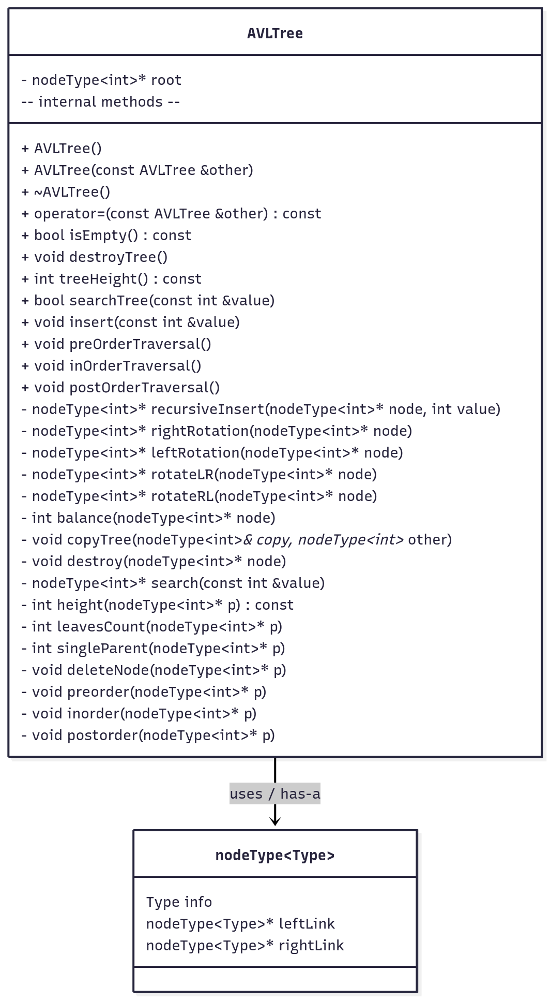 AVLTree
- nodeType<int>* root
-- internal methods --
+ AVLTree()
+ AVLTree(const AVLTree &other)
+ ~AVLTree()
+ operator=(const AVLTree &other) : const
+ bool isEmpty() : const
+ void destroyTree()
+ int treeHeight() : const
+ bool searchTree(const int &value)
+ void insert(const int &value)
+ void preOrderTraversal()
+ void inOrderTraversal()
+ void postOrderTraversal()
- nodeType<int>* recursiveInsert(nodeType<int>* node, int value)
- nodeType<int>* rightRotation(nodeType<int>* node)
- nodeType<int>* leftRotation(nodeType<int>* node)
- nodeType<int>* rotateLR(nodeType<int>* node)
- nodeType<int>* rotateRL(nodeType<int>* node)
- int balance(nodeType<int>* node)
- void copyTree(nodeType<int>& copy, nodeType<int> other)
- void destroy(nodeType<int>* node)
- nodeType<int>* search(const int &value)
- int height(nodeType<int>* p) : const
- int leavesCount(nodeType<int>* p)
- int singleParent(nodeType<int>* p)
- void deleteNode(nodeType<int>* p)
- void preorder(nodeType<int>* p)
- void inorder(nodeType<int>* p)
- void postorder(nodeType<int>* p)
uses / has-a
nodeType<Type>
Type info
nodeType<Type>* leftLink
nodeType<Type>* rightLink